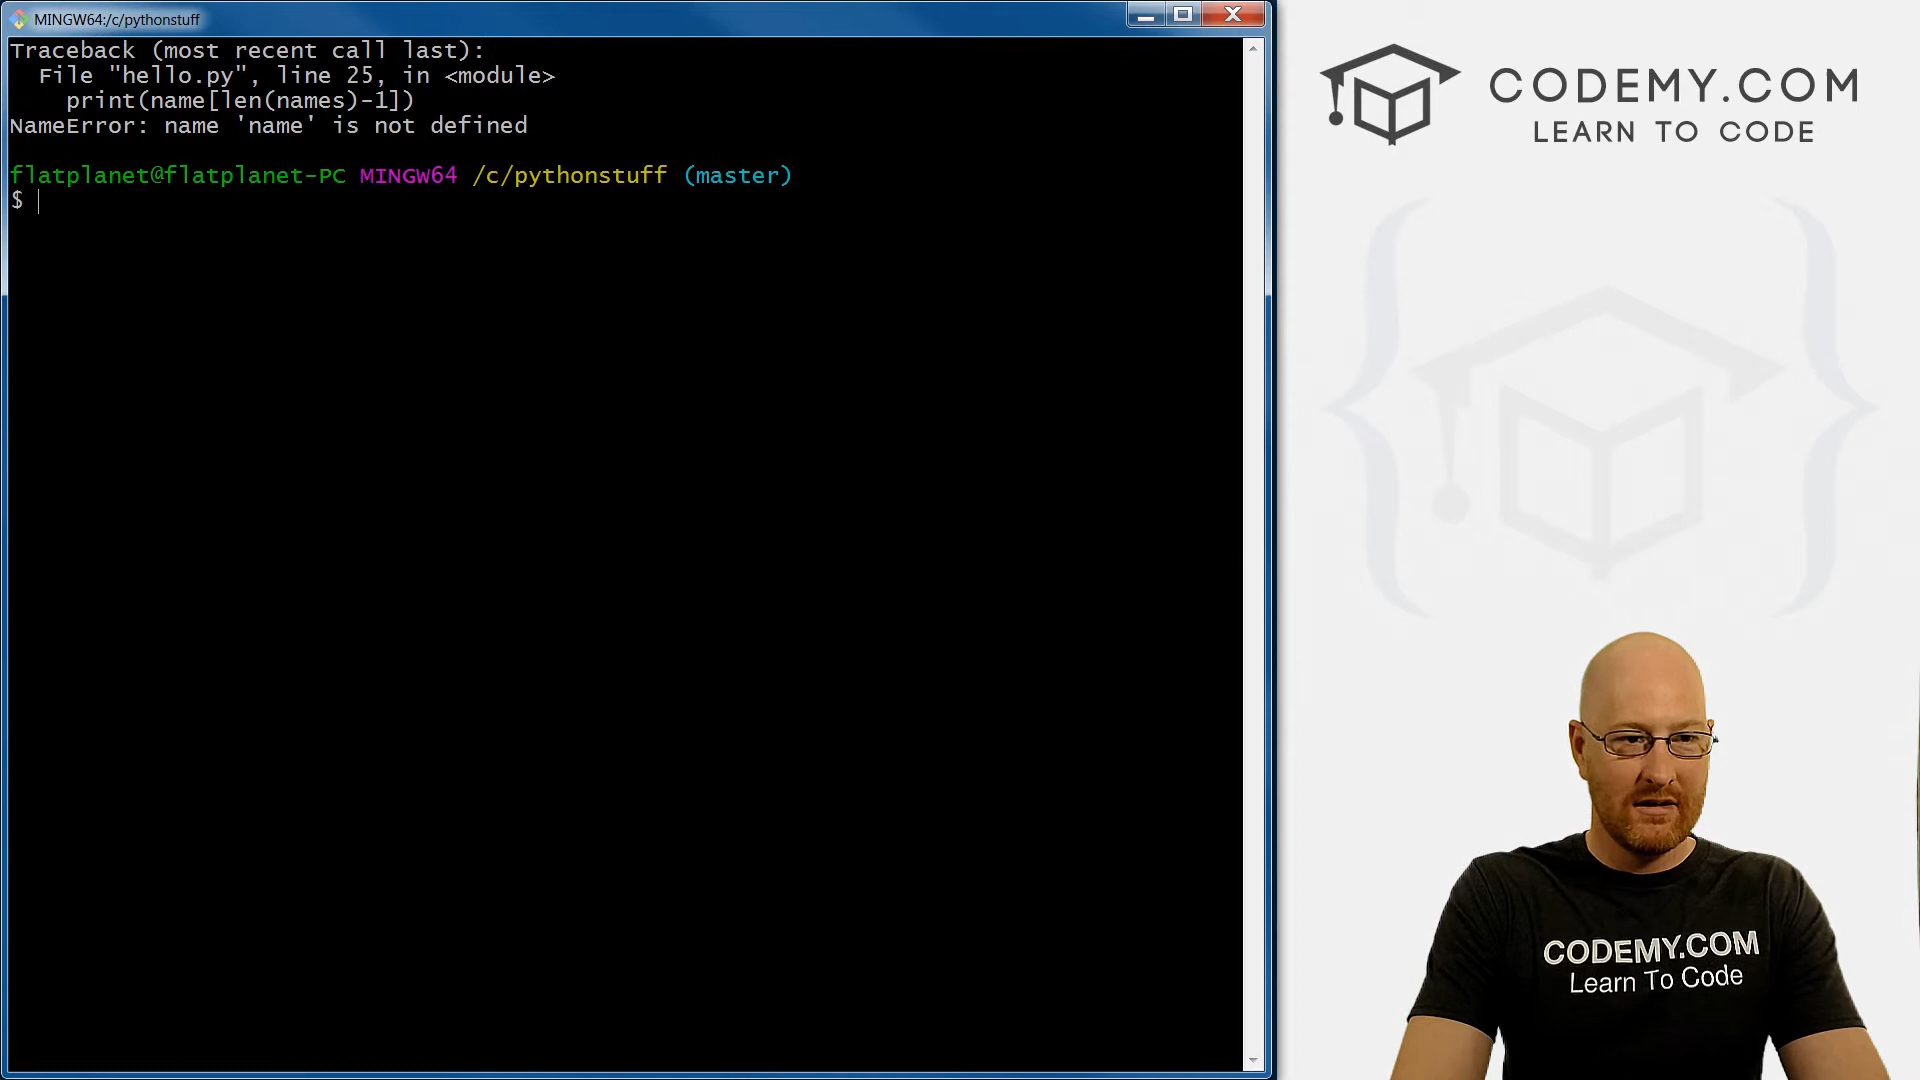 MINGW64:/c/pythonstuff
Traceback (most recent call last):
  File "hello.py", line 25, in <module>
    print(name[len(names)-1])
NameError: name 'name' is not defined
flatplanet@flatplanet-PC MINGW64 /c/pythonstuff (master)
$
CODEMY.COM
LEARN TO CODE
CODEMY.COM
Learn To Code